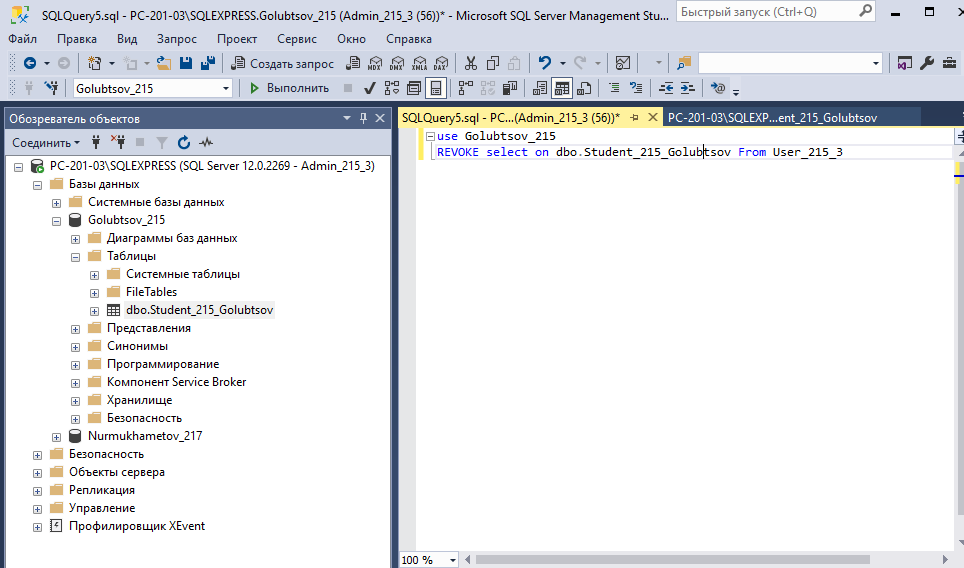 SQLQuery5.sql - PC-201-03\SQLEXPRESS.Golubtsov_215 (Admin_215_3 (56))* - Microsoft SQL Server Management Stu...
Быстрый запуск (Ctrl+Q)
Файл Правка Вид Запрос Проект Сервис Окно Справка
Создать запрос MDX DMX XMLA DAX
Golubtsov_215 Выполнить
Обозреватель объектов
SQLQuery5.sql - PC...(Admin_215_3 (56))*
PC-201-03\SQLEXP...ent_215_Golubtsov
Соединить
PC-201-03\SQLEXPRESS (SQL Server 12.0.2269 - Admin_215_3)
Базы данных
Системные базы данных
Golubtsov_215
Диаграммы баз данных
Таблицы
Системные таблицы
FileTables
dbo.Student_215_Golubtsov
Представления
Синонимы
Программирование
Компонент Service Broker
Хранилище
Безопасность
Nurmukhametov_217
Безопасность
Объекты сервера
Репликация
Управление
Профилировщик XEvent
use Golubtsov_215
REVOKE select on dbo.Student_215_Golubtsov From User_215_3
100 %